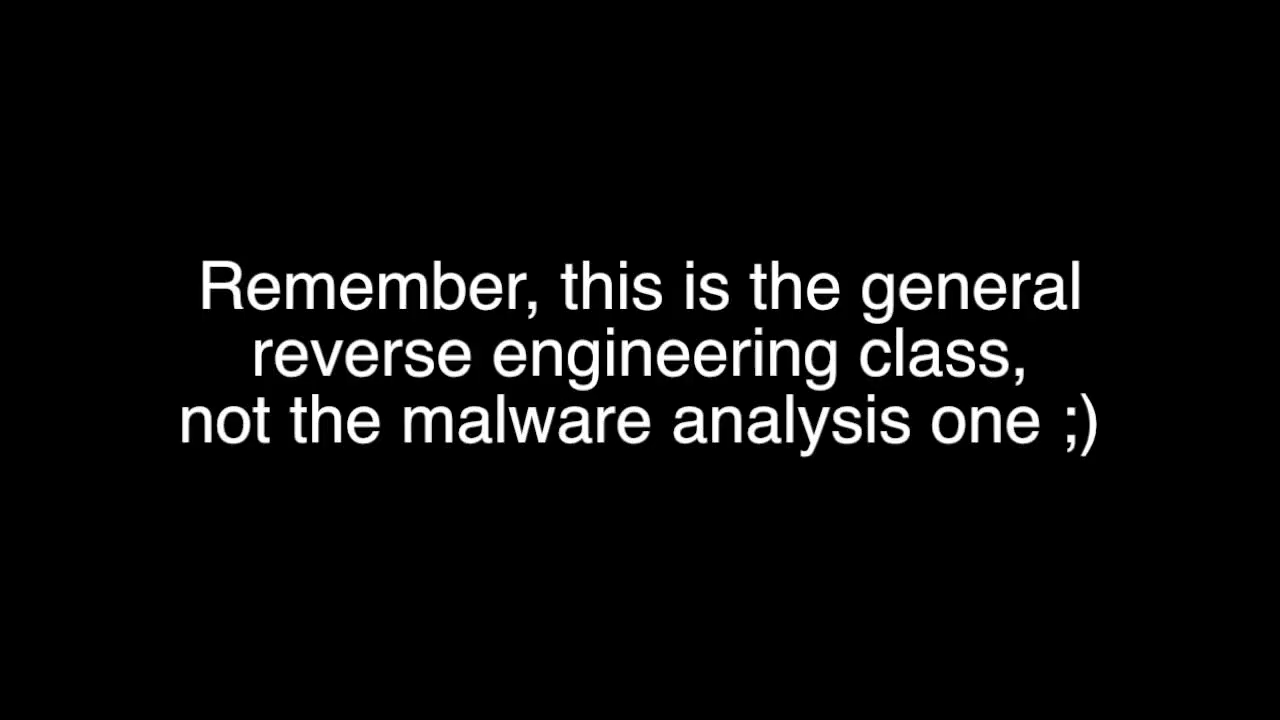 Remember, this is the general
reverse engineering class,
not the malware analysis one ;)